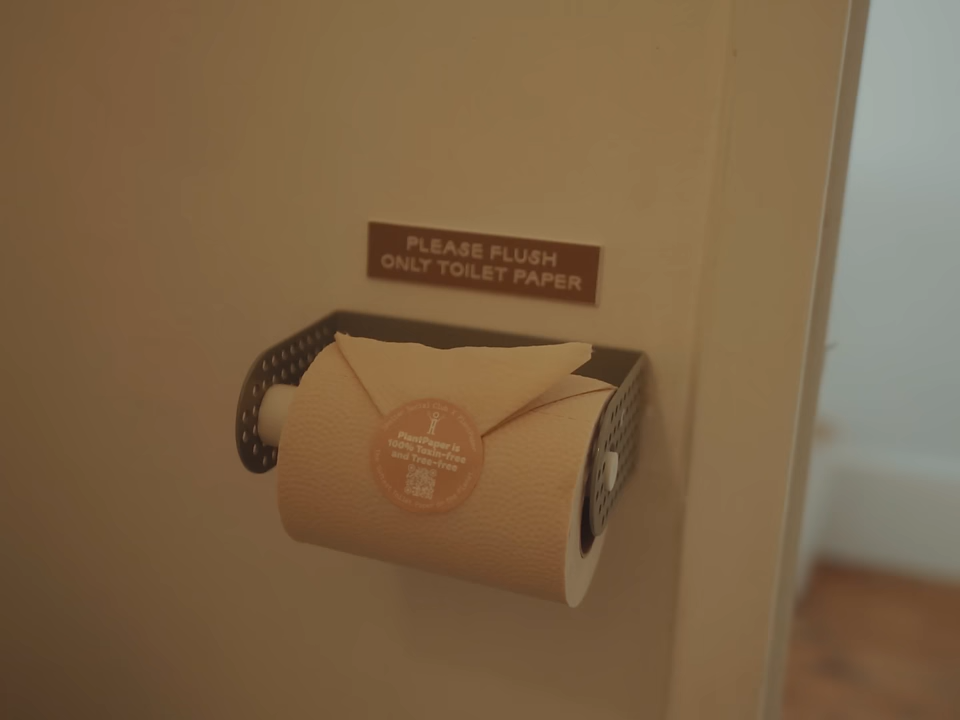 PLEASE FLUSH
ONLY TOILET PAPER
PlantPaper is
100% Toxin-free
and Tree-free